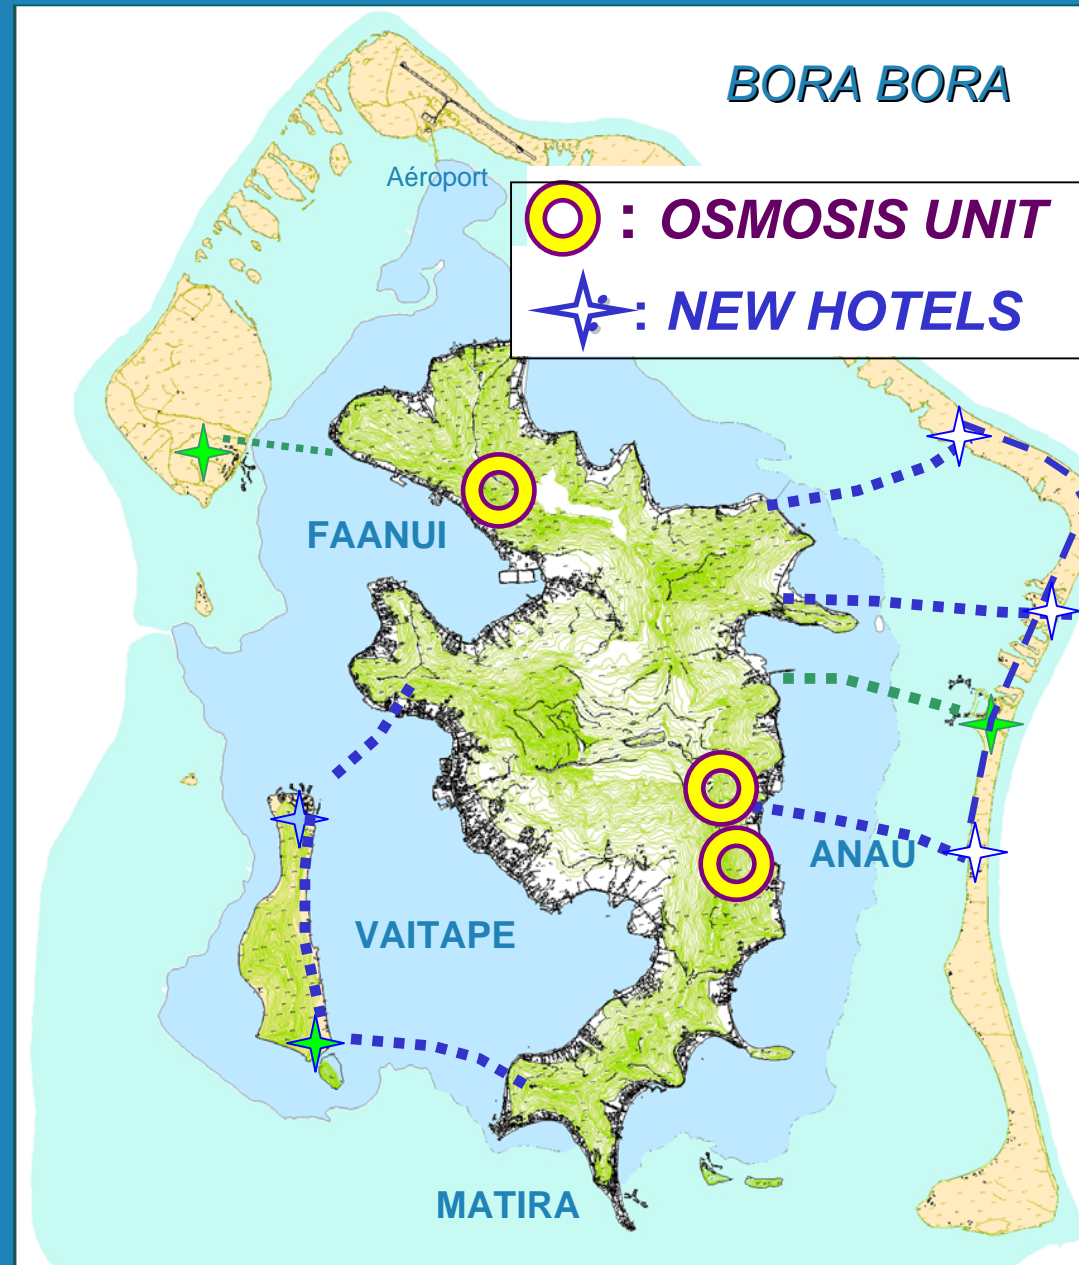 BORA BORA
Aéroport
: OSMOSIS UNIT
: NEW HOTELS
FAANUI
ANAU
VAITAPE
MATIRA